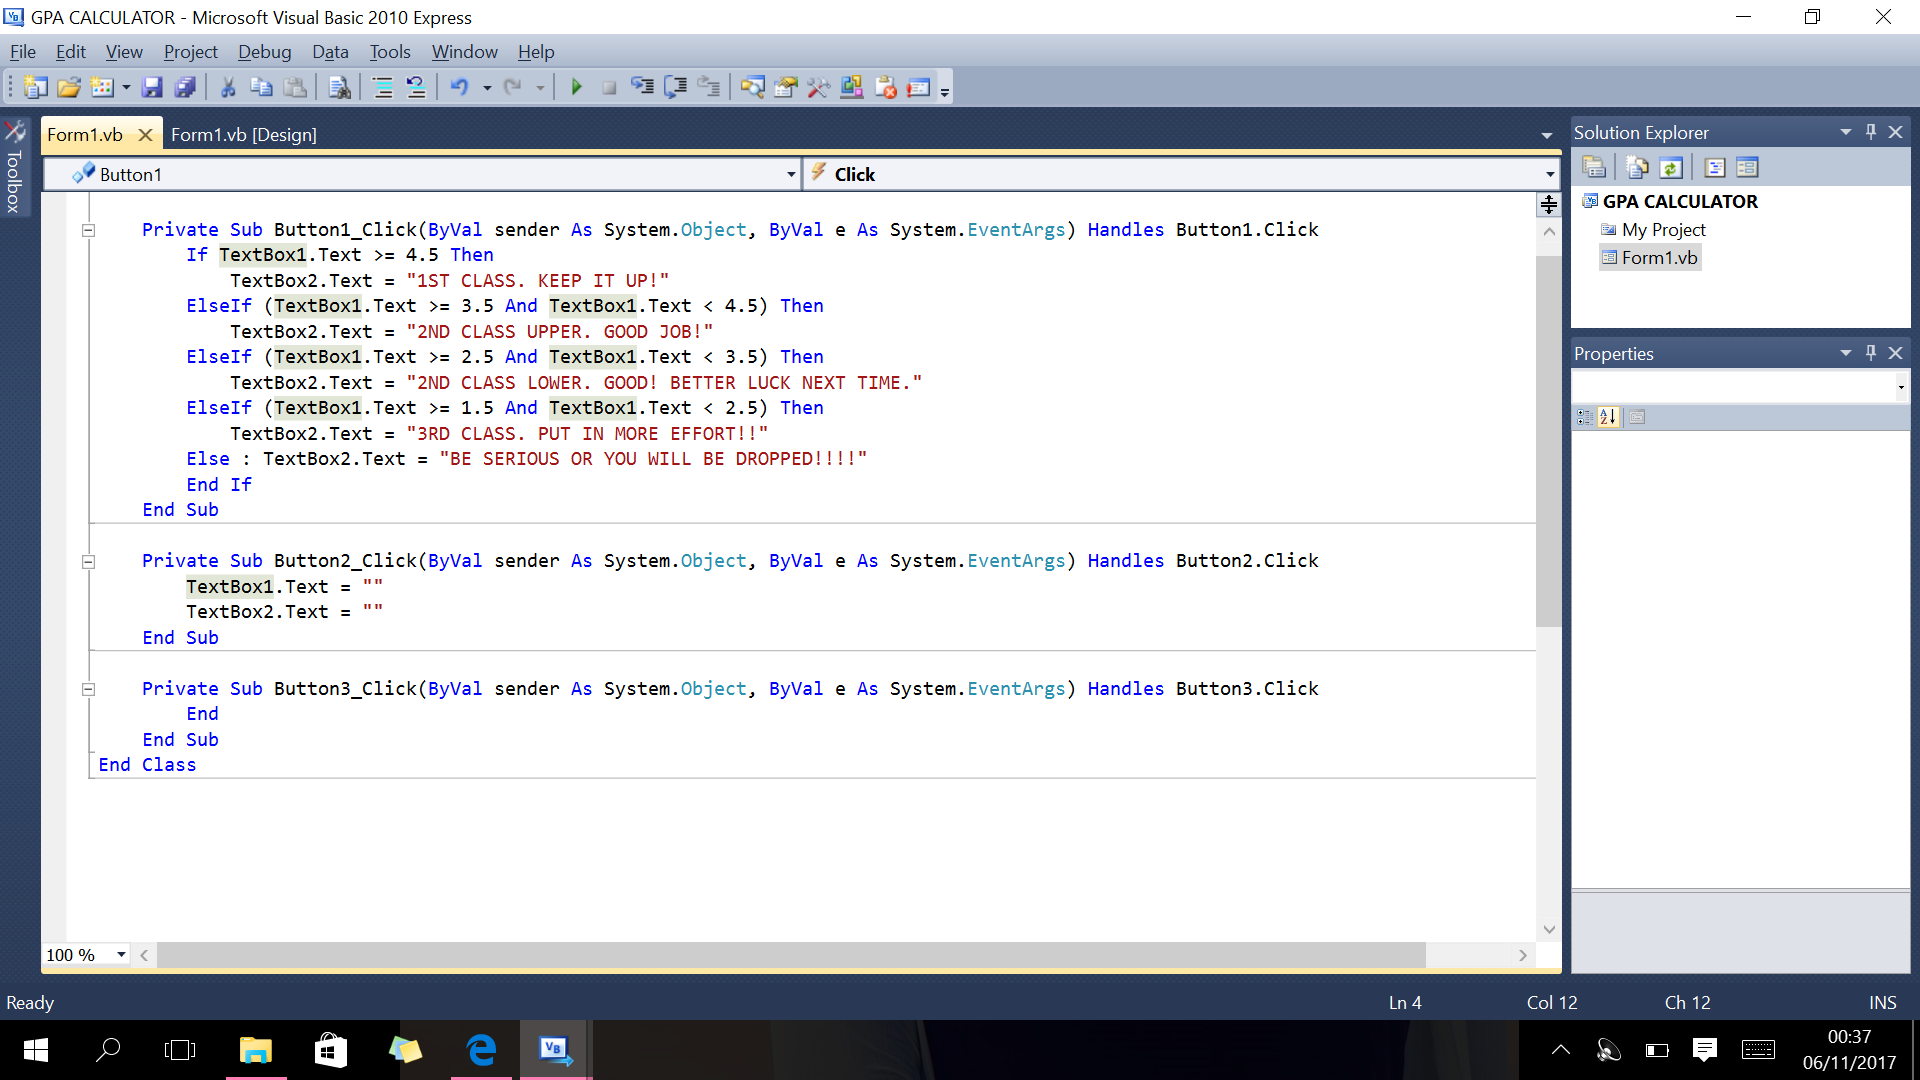 GPA CALCULATOR - Microsoft Visual Basic 2010 Express
File Edit View Project Debug Data Tools Window Help
Toolbox
Form1.vb
Form1.vb [Design]
Button1
Click
    Private Sub Button1_Click(ByVal sender As System.Object, ByVal e As System.EventArgs) Handles Button1.Click
        If TextBox1.Text >= 4.5 Then
            TextBox2.Text = "1ST CLASS. KEEP IT UP!"
        ElseIf (TextBox1.Text >= 3.5 And TextBox1.Text < 4.5) Then
            TextBox2.Text = "2ND CLASS UPPER. GOOD JOB!"
        ElseIf (TextBox1.Text >= 2.5 And TextBox1.Text < 3.5) Then
            TextBox2.Text = "2ND CLASS LOWER. GOOD! BETTER LUCK NEXT TIME."
        ElseIf (TextBox1.Text >= 1.5 And TextBox1.Text < 2.5) Then
            TextBox2.Text = "3RD CLASS. PUT IN MORE EFFORT!!"
        Else : TextBox2.Text = "BE SERIOUS OR YOU WILL BE DROPPED!!!!"
        End If
    End Sub
    Private Sub Button2_Click(ByVal sender As System.Object, ByVal e As System.EventArgs) Handles Button2.Click
        TextBox1.Text = ""
        TextBox2.Text = ""
    End Sub
    Private Sub Button3_Click(ByVal sender As System.Object, ByVal e As System.EventArgs) Handles Button3.Click
        End
    End Sub
End Class
100 %
Solution Explorer
GPA CALCULATOR
My Project
Form1.vb
Properties
Ready
Ln 4
Col 12
Ch 12
INS
00:37
06/11/2017